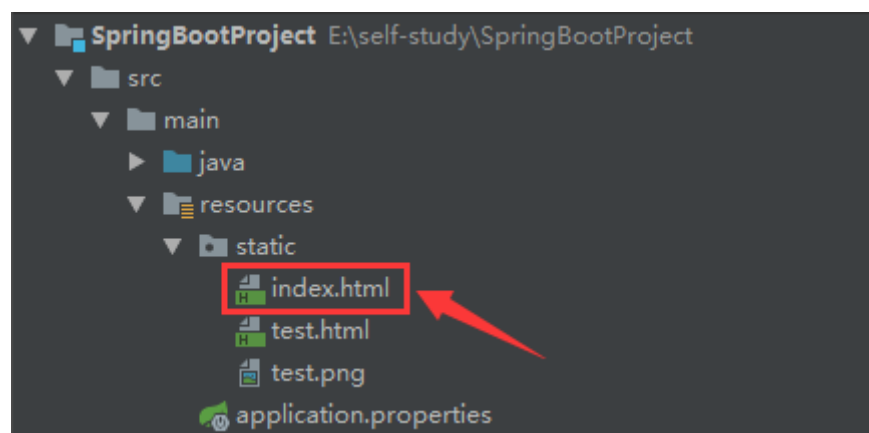 SpringBootProject E:\self-study\SpringBootProject
src
main
java
resources
static
index.html
test.html
test.png
application.properties